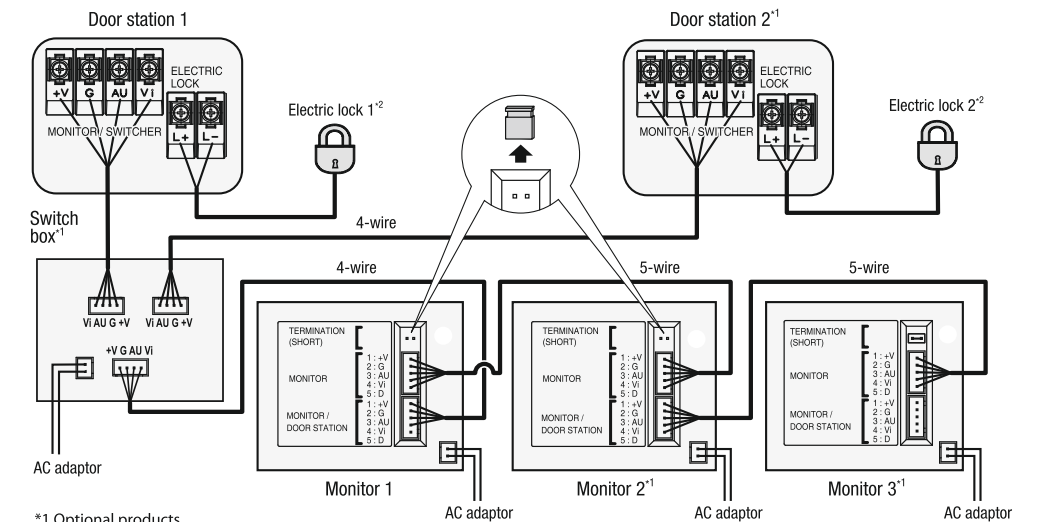 Door station 1
Door station 2*1
+V G AU Vi
ELECTRIC
LOCK
MONITOR / SWITCHER
L+ L-
Electric lock 1*2
+V G AU Vi
ELECTRIC
LOCK
MONITOR / SWITCHER
L+ L-
Electric lock 2*2
Switch
box*1
4-wire
4-wire
5-wire
5-wire
Vi AU G +V
Vi AU G +V
+V G AU Vi
AC adaptor
TERMINATION
(SHORT)
MONITOR
1 : +V
2 : G
3 : AU
4 : Vi
5 : D
MONITOR /
DOOR STATION
1 : +V
2 : G
3 : AU
4 : Vi
5 : D
Monitor 1
AC adaptor
TERMINATION
(SHORT)
MONITOR
1 : +V
2 : G
3 : AU
4 : Vi
5 : D
MONITOR /
DOOR STATION
1 : +V
2 : G
3 : AU
4 : Vi
5 : D
Monitor 2*1
AC adaptor
TERMINATION
(SHORT)
MONITOR
1 : +V
2 : G
3 : AU
4 : Vi
5 : D
MONITOR /
DOOR STATION
1 : +V
2 : G
3 : AU
4 : Vi
5 : D
Monitor 3*1
AC adaptor
*1 Optional products